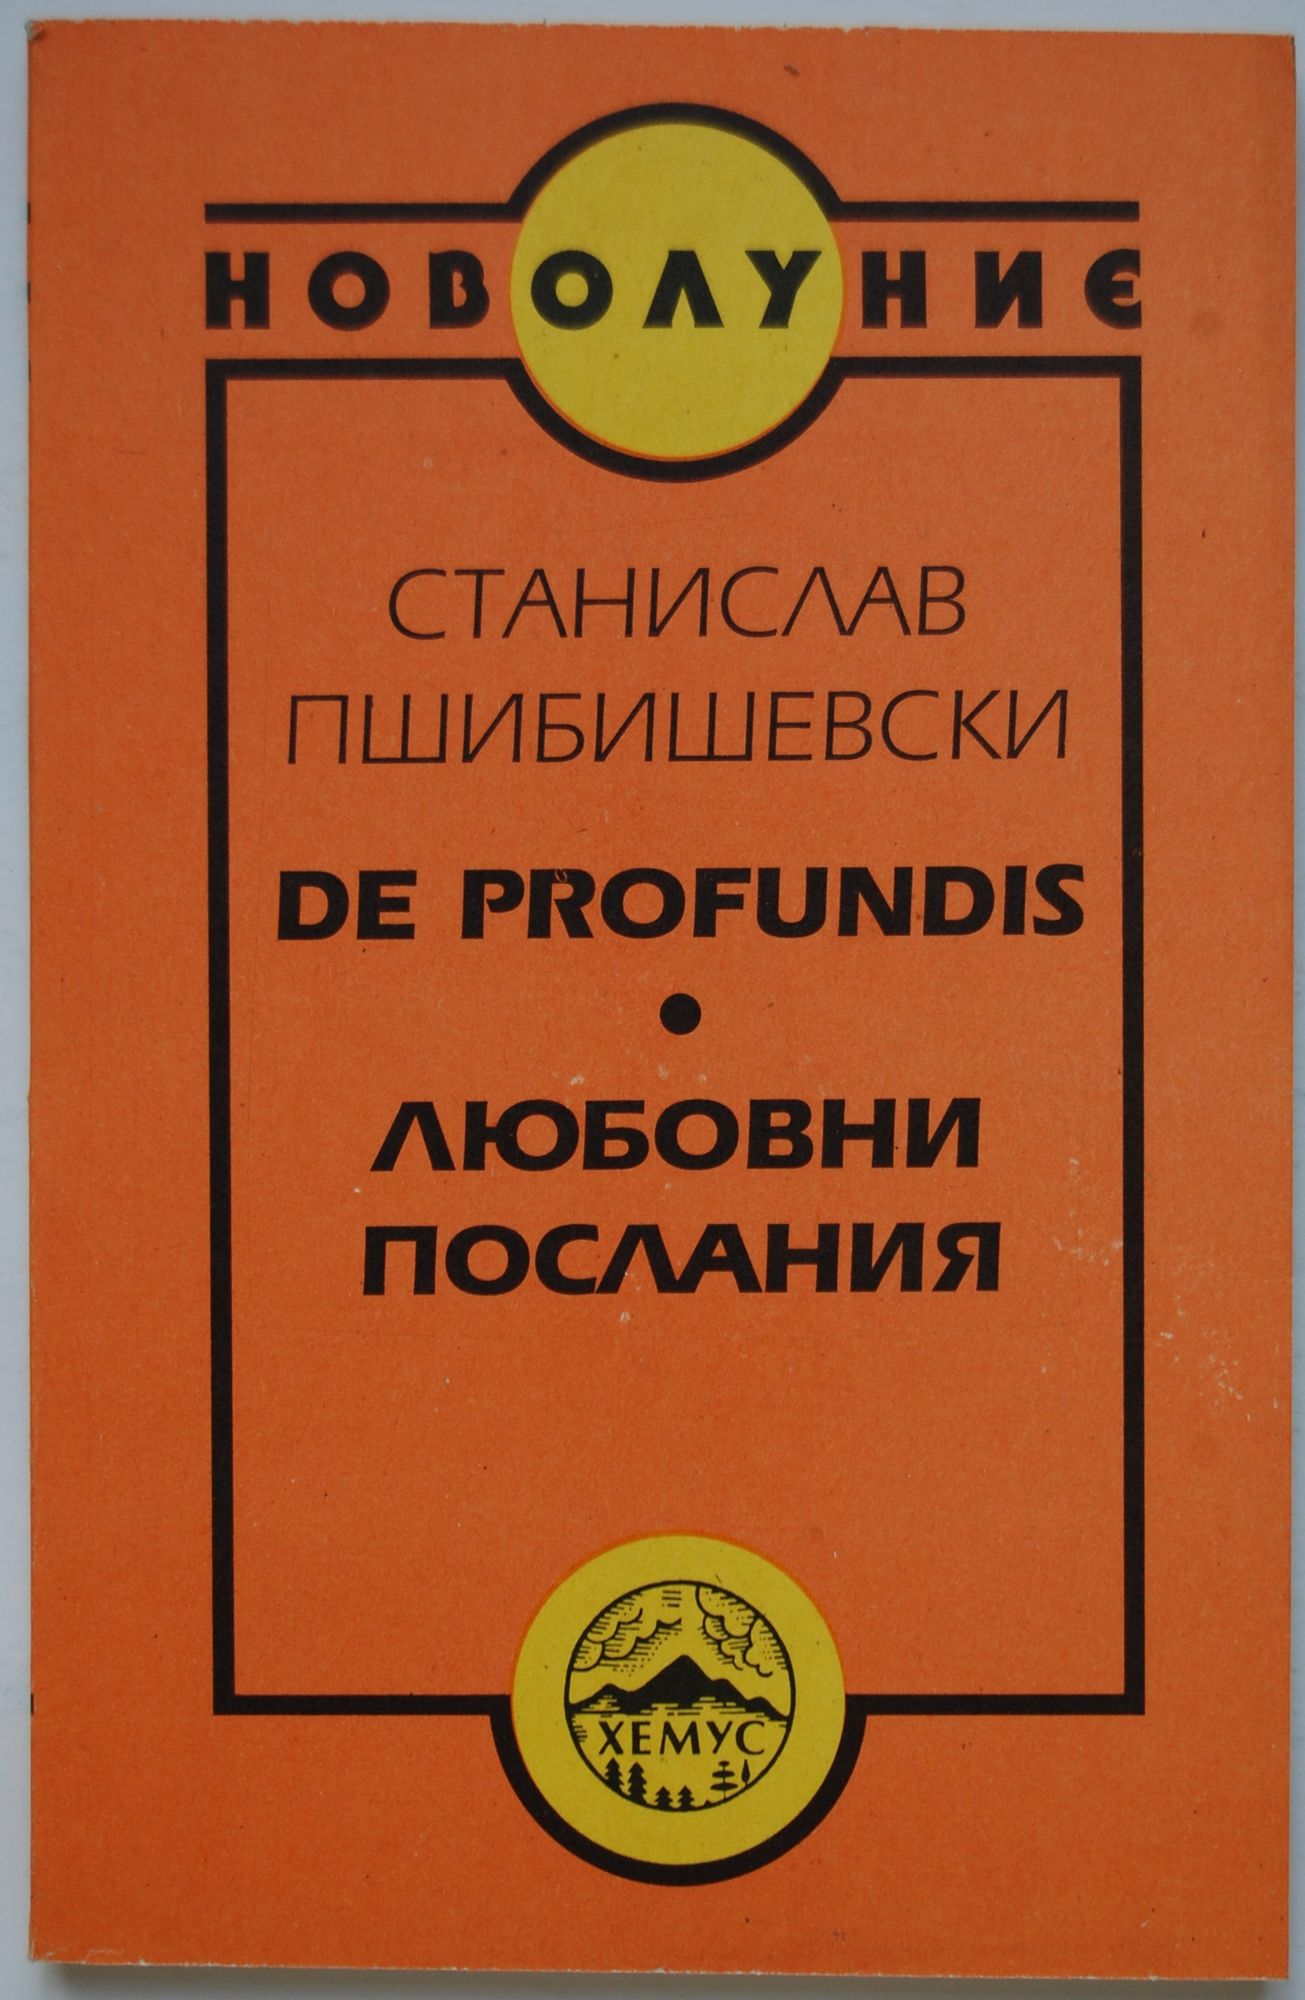 НОВОЛУНИЕ
СТАНИСЛАВ
ПШИБИШЕВСКИ
DE PROFUNDIS
•
ЛЮБОВНИ
ПОСЛАНИЯ
ХЕМУС